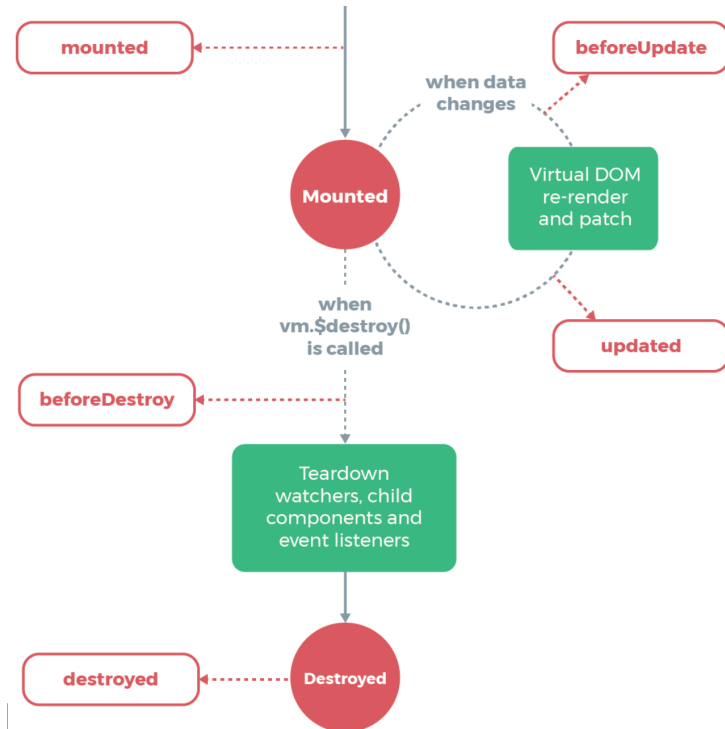 mounted
beforeUpdate
when data
changes
Virtual DOM
re-render
and patch
Mounted
when
vm.$destroy()
is called
updated
beforeDestroy
Teardown
watchers, child
components and
event listeners
destroyed
Destroyed